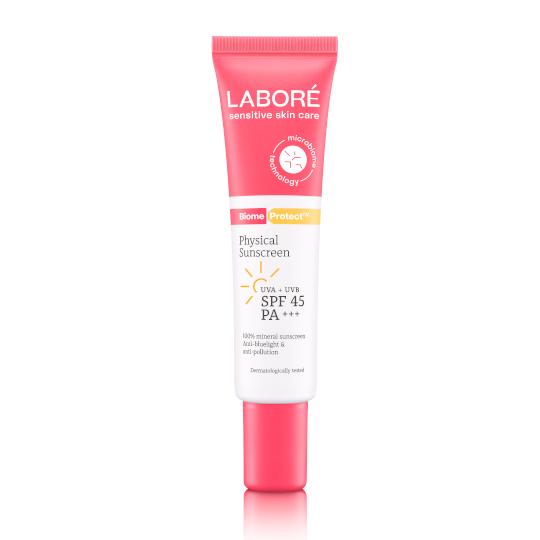 LABORÉ
sensitive skin care
microbiome
technology
Biome Protect™
Physical
Sunscreen
UVA + UVB
SPF 45
PA +++
100% mineral sunscreen
Anti-bluelight &
anti-pollution
Dermatologically tested